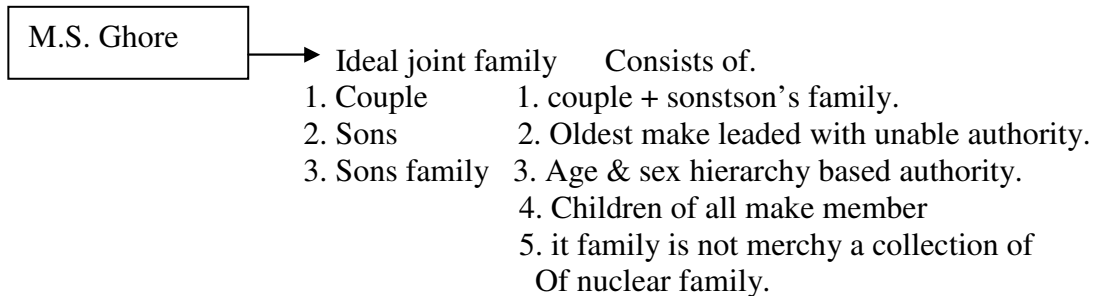 M.S. Ghore
Ideal joint family Consists of.
1. Couple 1. couple + sonstson's family.
2. Sons 2. Oldest make leaded with unable authority.
3. Sons family 3. Age & sex hierarchy based authority.
4. Children of all make member
5. it family is not merchy a collection of
Of nuclear family.